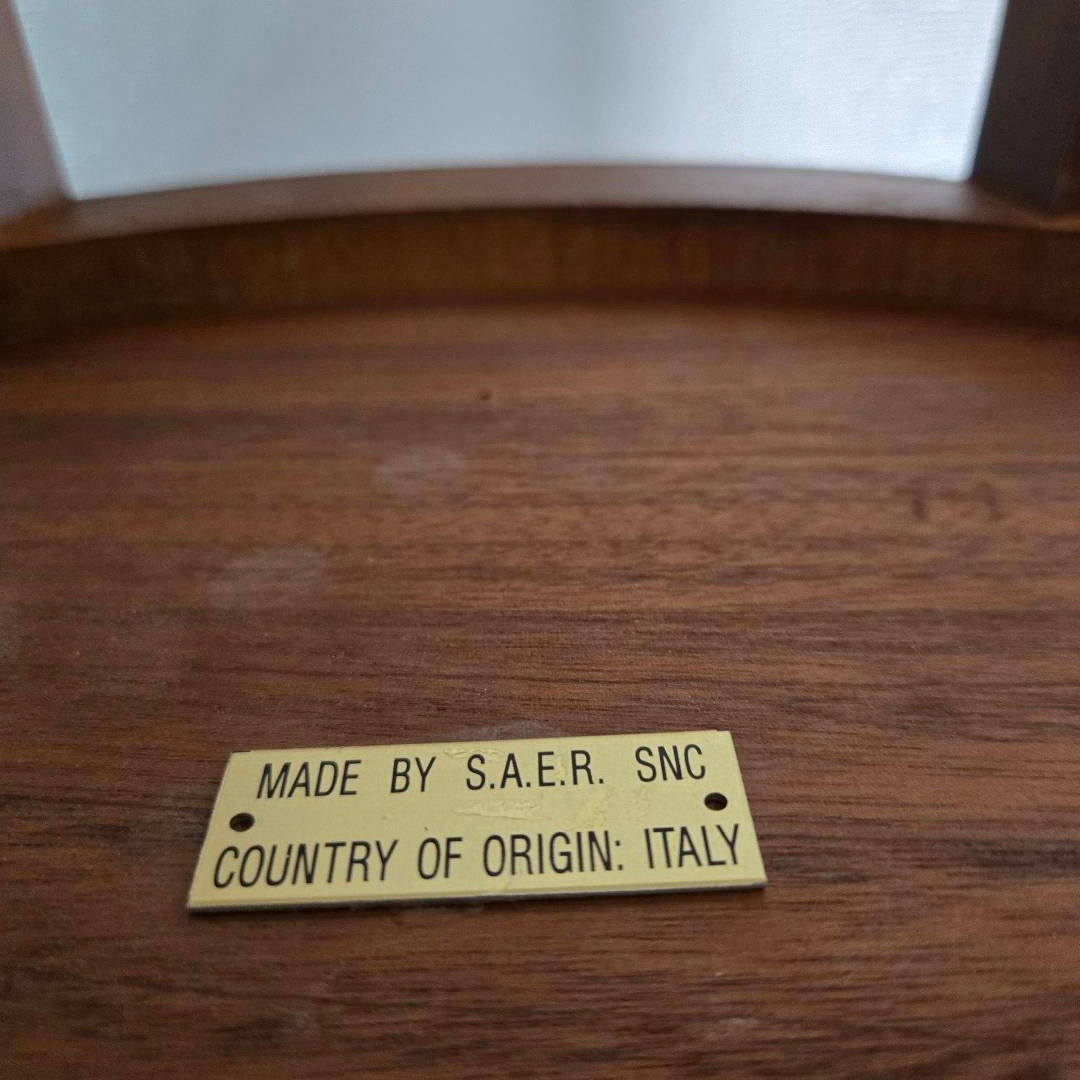 MADE BY S.A.E.R. SNC
COUNTRY OF ORIGIN: ITALY